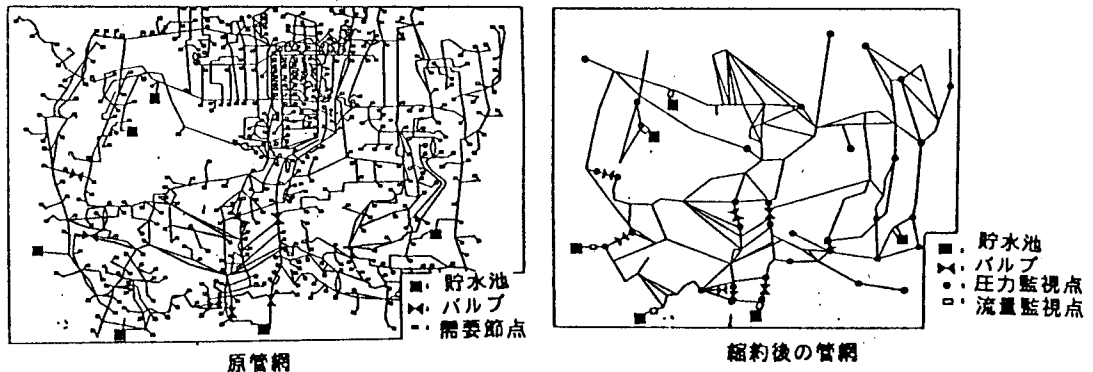 貯水池
バルブ
需要節点
原管網
貯水池
バルブ
圧力監視点
流量監視点
縮約後の管網